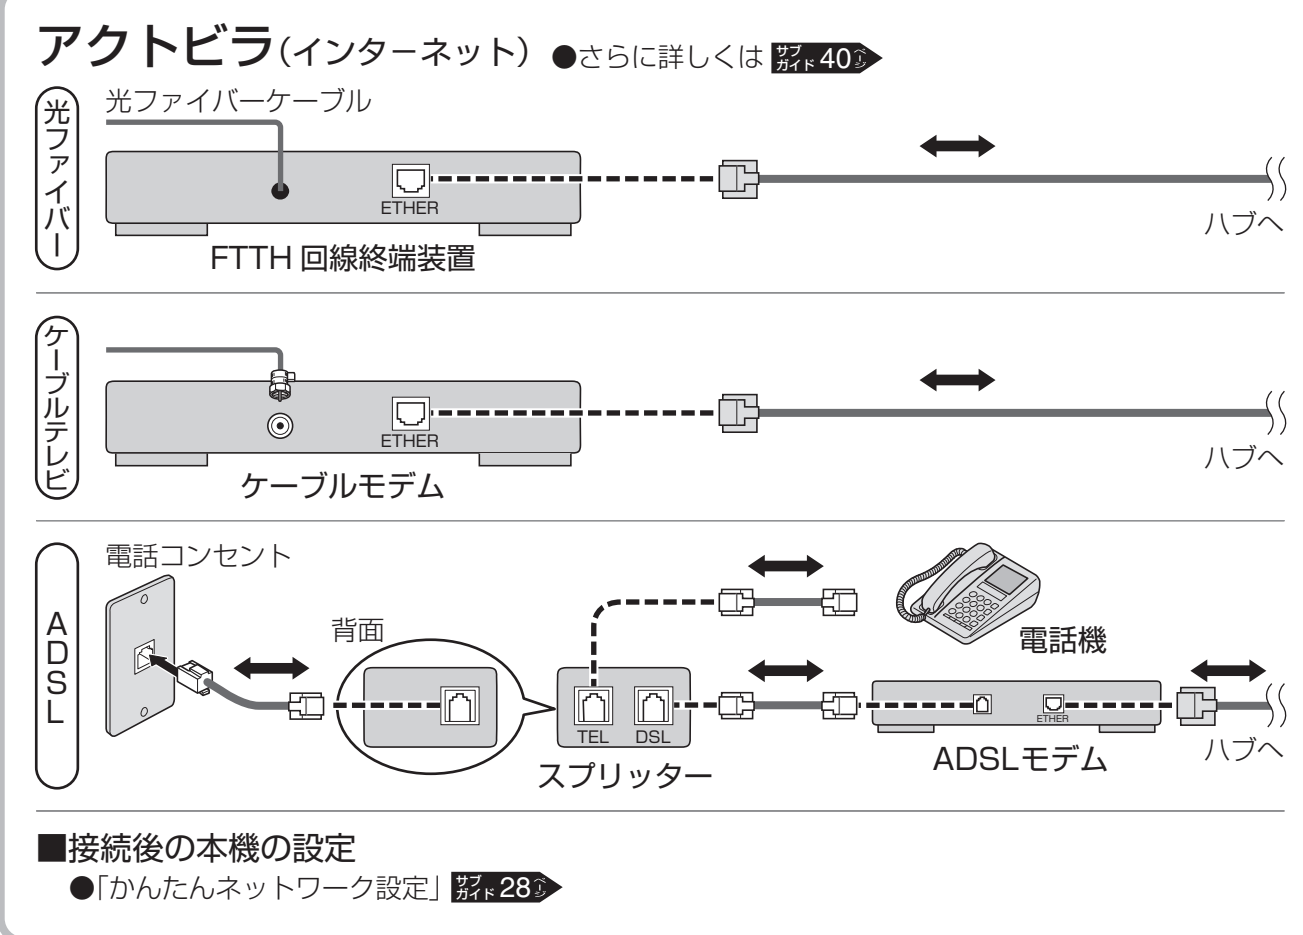 アクトビラ(インターネット) ●さらに詳しくは サブガイド 40ページ
光ファイバー
光ファイバーケーブル
ETHER
FTTH 回線終端装置
ハブへ
ケーブルテレビ
ETHER
ケーブルモデム
ハブへ
ADSL
電話コンセント
背面
TEL
DSL
スプリッター
電話機
ETHER
ADSLモデム
ハブへ
■接続後の本機の設定
●「かんたんネットワーク設定」 サブガイド 28ページ